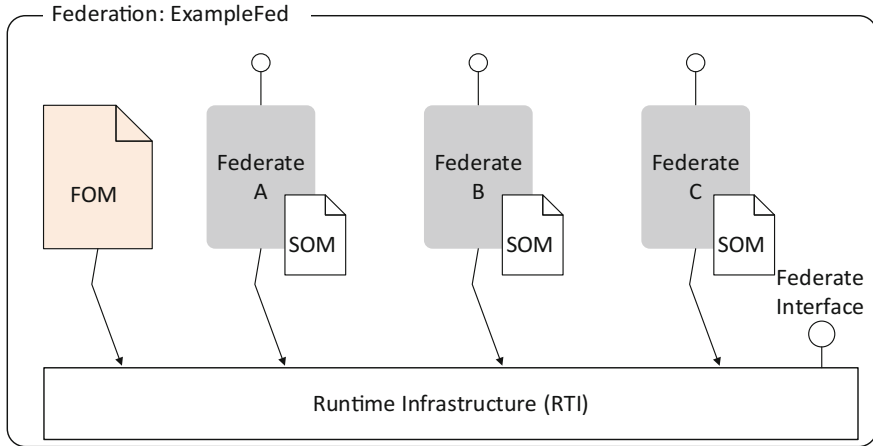 Federation: ExampleFed
FOM
Federate
A
SOM
Federate
B
SOM
Federate
C
SOM
Federate
Interface
Runtime Infrastructure (RTI)